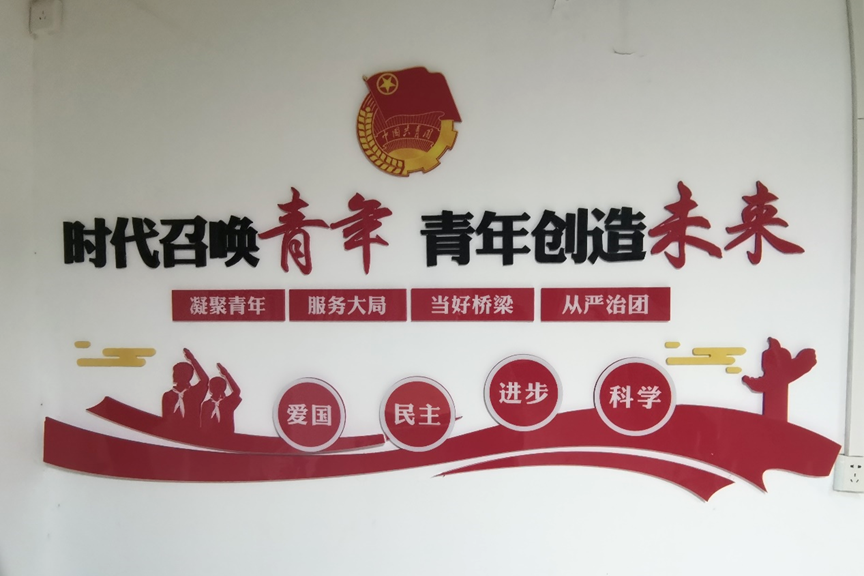 中国共青团
时代召唤青年 青年创造未来
凝聚青年 服务大局 当好桥梁 从严治团
爱国 民主 进步 科学